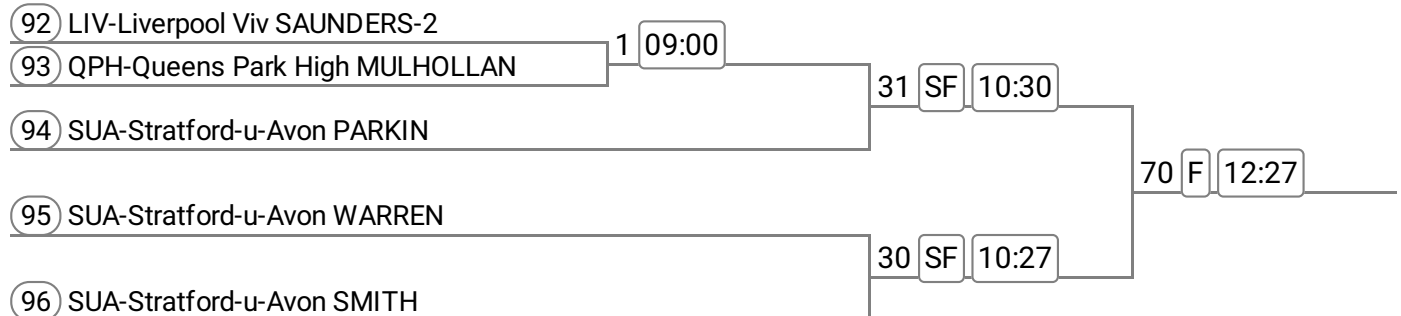 92 LIV-Liverpool Viv SAUNDERS-2
1 09:00
93 QPH-Queens Park High MULHOLLAN
31 SF 10:30
94 SUA-Stratford-u-Avon PARKIN
70 F 12:27
95 SUA-Stratford-u-Avon WARREN
30 SF 10:27
96 SUA-Stratford-u-Avon SMITH